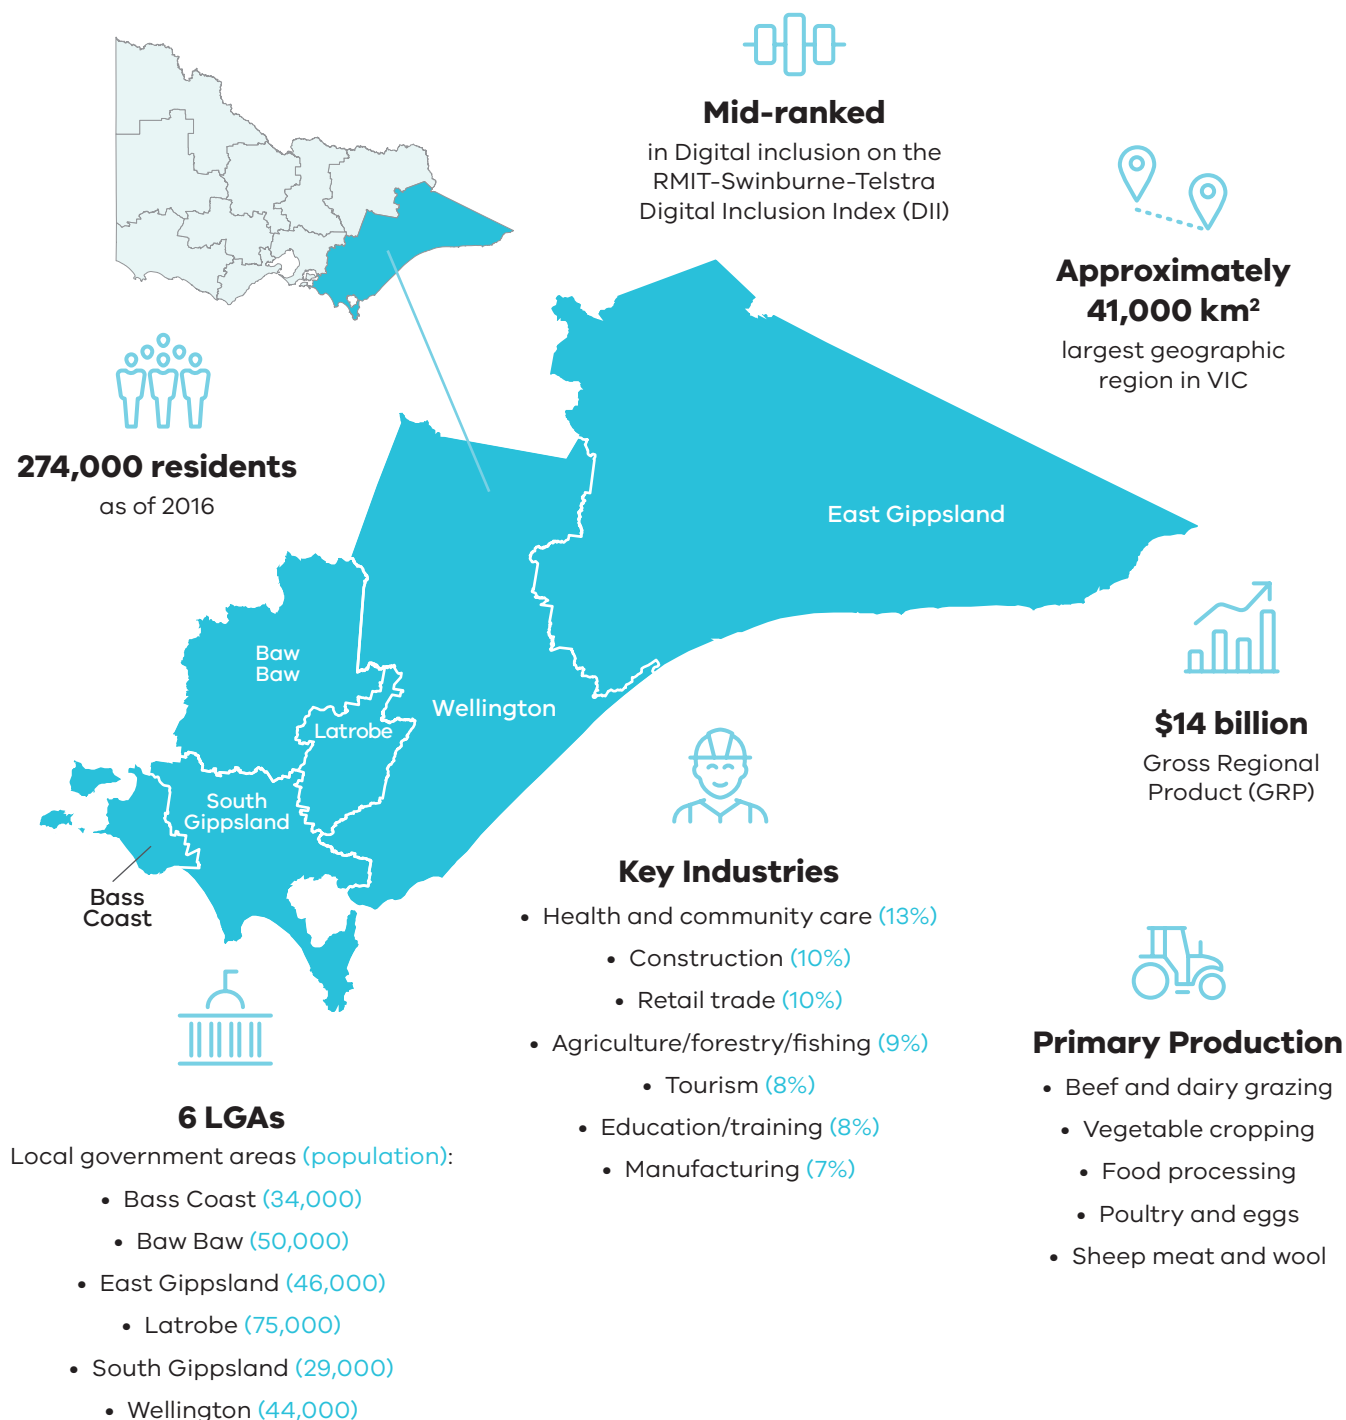 Mid-ranked
in Digital inclusion on the
RMIT-Swinburne-Telstra
Digital Inclusion Index (DII)
Approximately
41,000 km²
largest geographic
region in VIC
274,000 residents
as of 2016
East Gippsland
Baw
Baw
Wellington
Latrobe
South
Gippsland
Bass
Coast
$14 billion
Gross Regional
Product (GRP)
Key Industries
• Health and community care (13%)
• Construction (10%)
• Retail trade (10%)
• Agriculture/forestry/fishing (9%)
• Tourism (8%)
• Education/training (8%)
• Manufacturing (7%)
Primary Production
• Beef and dairy grazing
• Vegetable cropping
• Food processing
• Poultry and eggs
• Sheep meat and wool
6 LGAs
Local government areas (population):
• Bass Coast (34,000)
• Baw Baw (50,000)
• East Gippsland (46,000)
• Latrobe (75,000)
• South Gippsland (29,000)
• Wellington (44,000)